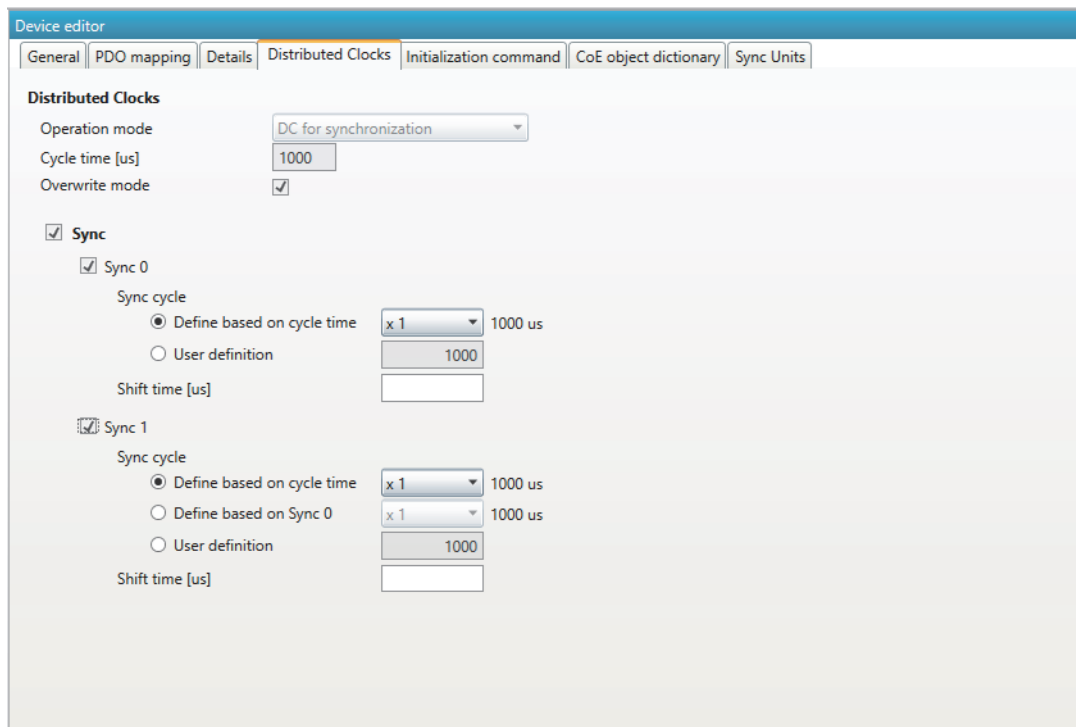 Device editor
General PDO mapping Details Distributed Clocks Initialization command CoE object dictionary Sync Units
Distributed Clocks
Operation mode DC for synchronization
Cycle time [us] 1000
Overwrite mode
Sync
Sync 0
Sync cycle
Define based on cycle time x 1 1000 us
User definition 1000
Shift time [us]
Sync 1
Sync cycle
Define based on cycle time x 1 1000 us
Define based on Sync 0 x 1 1000 us
User definition 1000
Shift time [us]